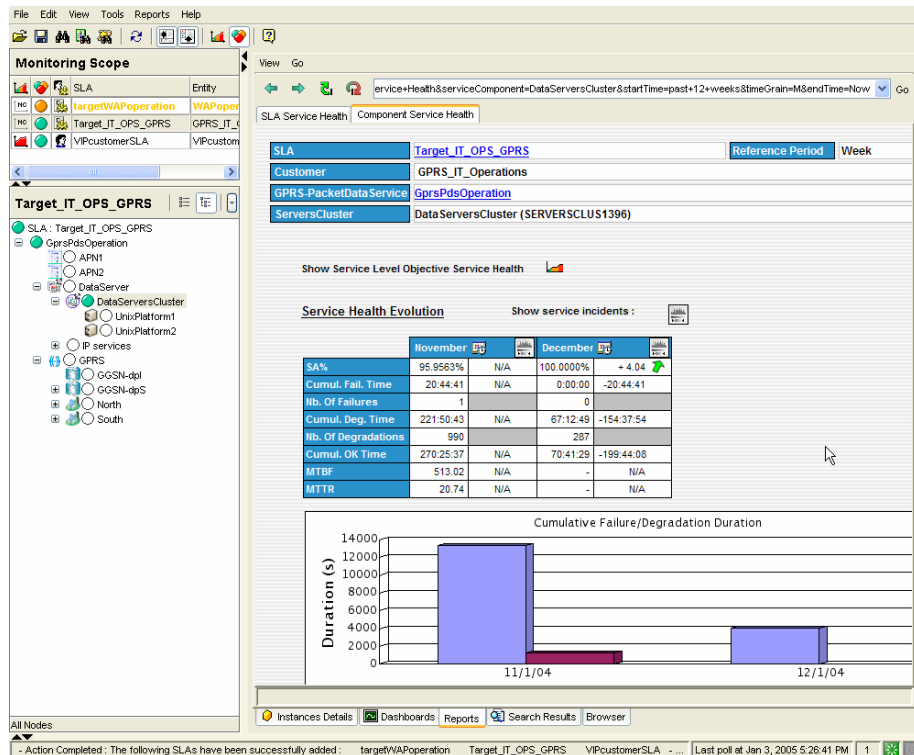 File Edit View Tools Reports Help
Monitoring Scope
SLA Entity
NC targetWAPoperation WAPoper
NC Target_IT_OPS_GPRS GPRS_IT_(
VIPcustomerSLA VIPcustom
Target_IT_OPS_GPRS
SLA : Target_IT_OPS_GPRS
GprsPdsOperation
APN1
APN2
DataServer
DataServersCluster
UnixPlatform1
UnixPlatform2
IP services
GPRS
GGSN-dpI
GGSN-dpS
North
South
All Nodes
View Go
ervice+Health&serviceComponent=DataServersCluster&startTime=past+12+weeks&timeGrain=M&endTime=Now Go
SLA Service Health Component Service Health
SLA Target_IT_OPS_GPRS Reference Period Week
Customer GPRS_IT_Operations
GPRS-PacketDataService GprsPdsOperation
ServersCluster DataServersCluster (SERVERSCLUS1396)
Show Service Level Objective Service Health
Service Health Evolution Show service incidents :
November December
SA% 95.9563% N/A 100.0000% + 4.04
Cumul. Fail. Time 20:44:41 N/A 0:00:00 -20:44:41
Nb. Of Failures 1 0
Cumul. Deg. Time 221:50:43 N/A 67:12:49 -154:37:54
Nb. Of Degradations 990 287
Cumul. OK Time 270:25:37 N/A 70:41:29 -199:44:08
MTBF 513.02 N/A - N/A
MTTR 20.74 N/A - N/A
Cumulative Failure/Degradation Duration
Duration (s)
14000
12000
10000
8000
6000
4000
2000
0
11/1/04 12/1/04
Instances Details Dashboards Reports Search Results Browser
- Action Completed : The following SLAs have been successfully added : targetWAPoperation Target_IT_OPS_GPRS VIPcustomerSLA - ... Last poll at Jan 3, 2005 5:26:41 PM 1